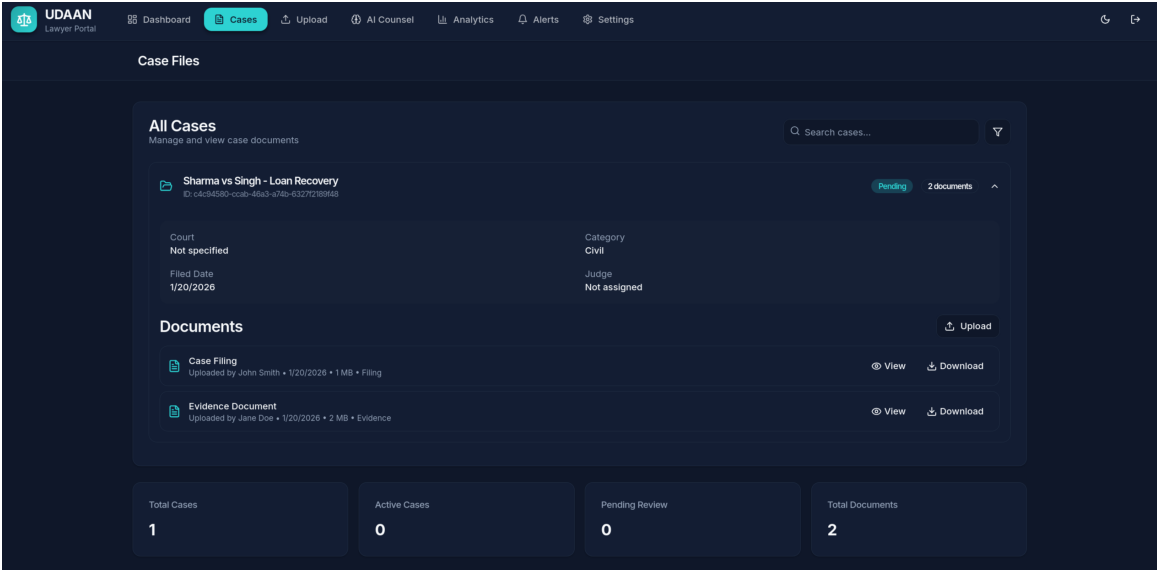 UDAAN
Lawyer Portal
Dashboard
Cases
Upload
AI Counsel
Analytics
Alerts
Settings
Case Files
All Cases
Manage and view case documents
Search cases...
Sharma vs Singh - Loan Recovery
ID: c4c94580-ccab-46a3-a74b-6327f2189f48
Pending
2 documents
Court
Not specified
Category
Civil
Filed Date
1/20/2026
Judge
Not assigned
Documents
Upload
Case Filing
Uploaded by John Smith • 1/20/2026 • 1 MB • Filing
View
Download
Evidence Document
Uploaded by Jane Doe • 1/20/2026 • 2 MB • Evidence
View
Download
Total Cases
1
Active Cases
0
Pending Review
0
Total Documents
2